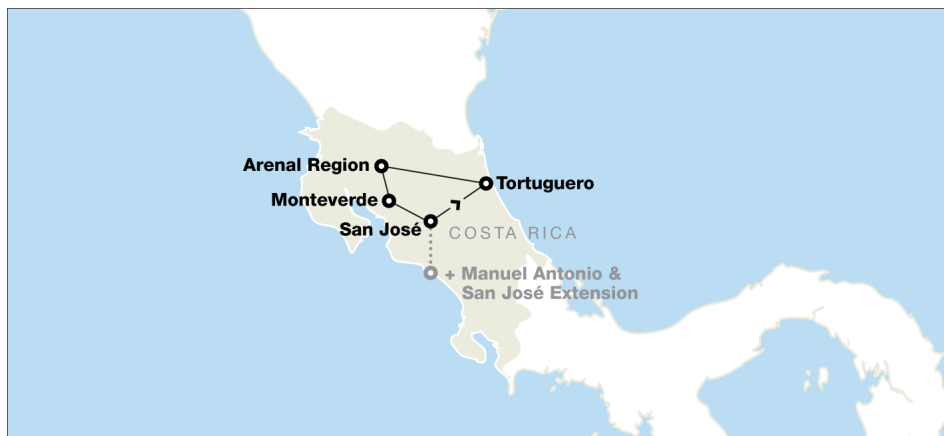 Arenal Region
Tortuguero
Monteverde
San José
COSTA RICA
+ Manuel Antonio &
San José Extension